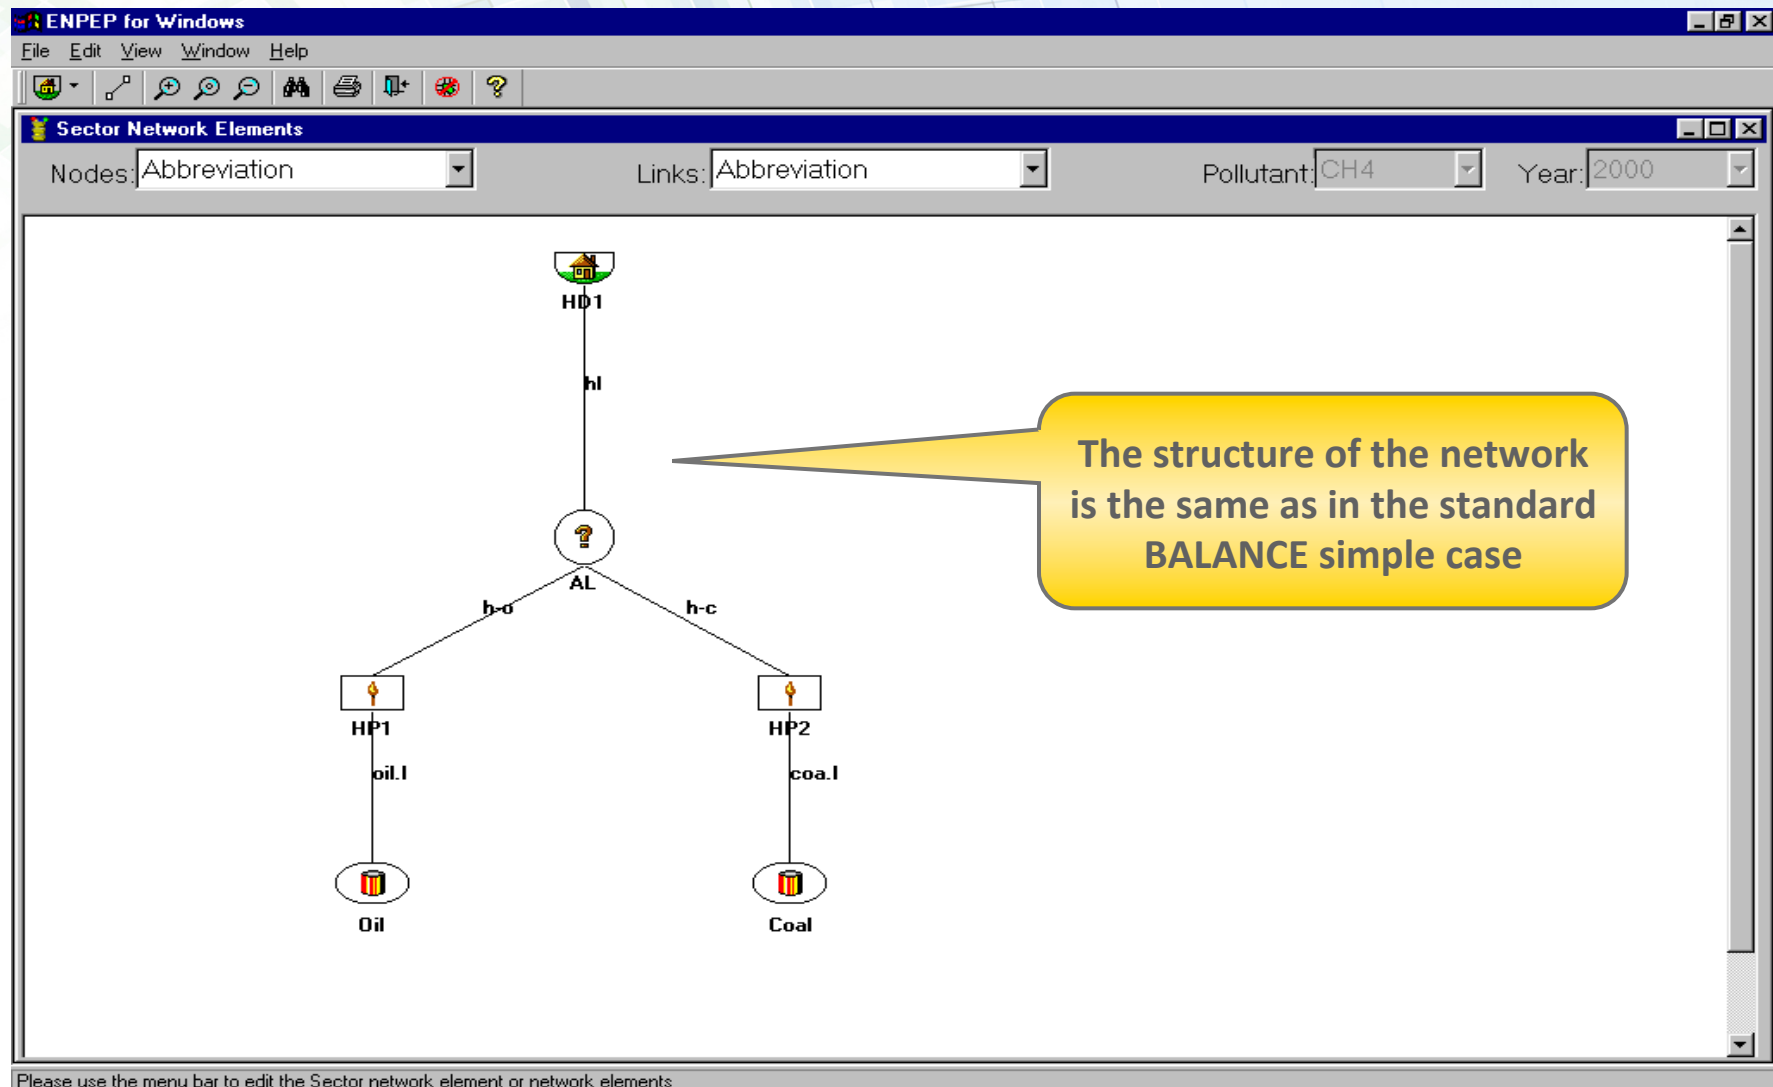 ENPEP for Windows
File Edit View Window Help
Sector Network Elements
Nodes: Abbreviation Links: Abbreviation Pollutant: CH4 Year: 2000
HD1
hl
The structure of the network
is the same as in the standard
BALANCE simple case
AL
h-o h-c
HP1 HP2
oil.l coa.l
Oil Coal
Please use the menu bar to edit the Sector network element or network elements